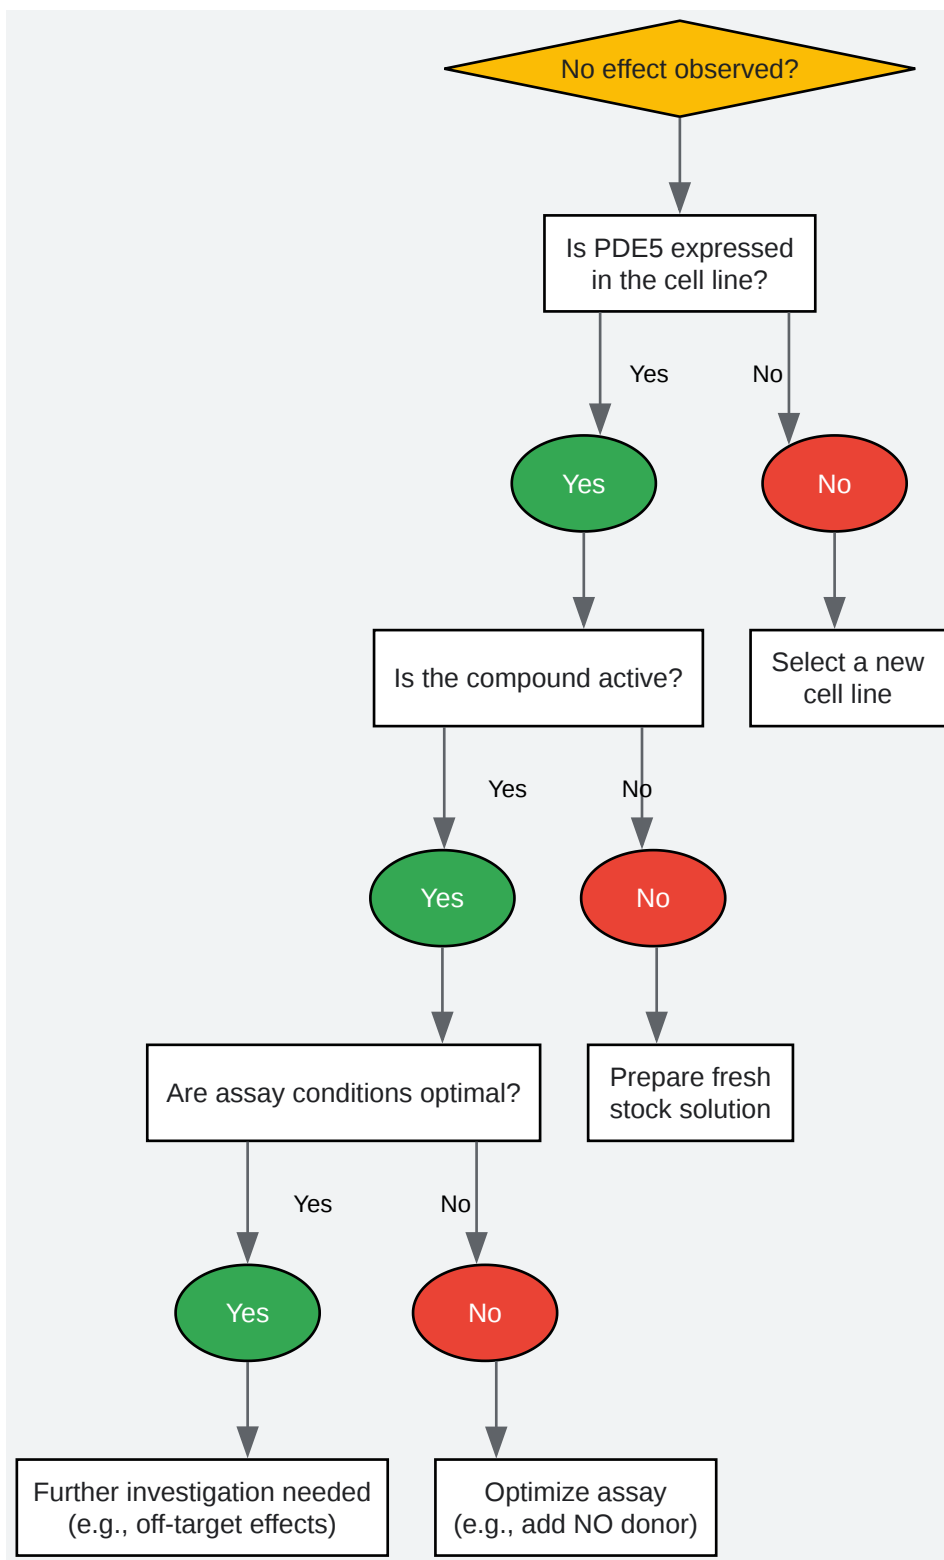 No effect observed?
Is PDE5 expressed
in the cell line?
Yes
No
Yes
No
Is the compound active?
Select a new
cell line
Yes
No
Yes
No
Are assay conditions optimal?
Prepare fresh
stock solution
Yes
No
Yes
No
Further investigation needed
(e.g., off-target effects)
Optimize assay
(e.g., add NO donor)